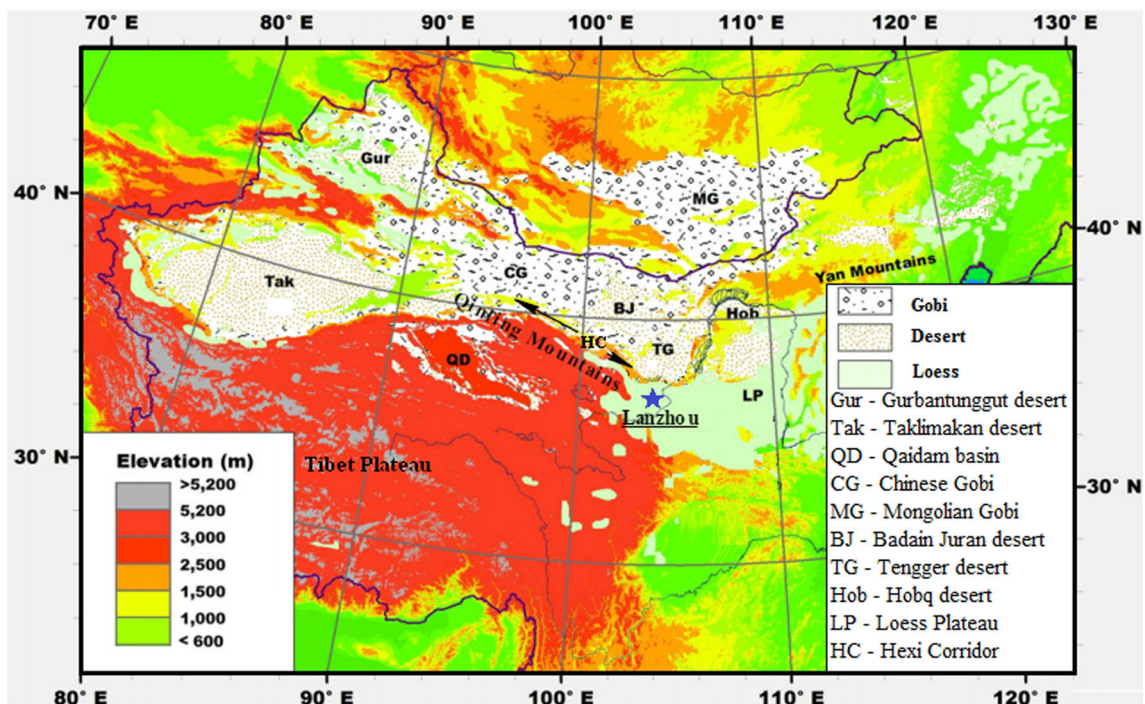 70° E 80° E 90° E 100° E 110° E 120° E 130° E
40° N
30° N
40° N
30° N
80° E 90° E 100° E 110° E 120° E
Gur
MG
Tak
CG
BJ
Yan Mountains
Hob
Qinling Mountains
HC
TG
QD
LP
Lanzhou
Tibet Plateau
Elevation (m)
>5,200
5,200
3,000
2,500
1,500
1,000
< 600
Gobi
Desert
Loess
Gur - Gurbantunggut desert
Tak - Taklimakan desert
QD - Qaidam basin
CG - Chinese Gobi
MG - Mongolian Gobi
BJ - Badain Juran desert
TG - Tengger desert
Hob - Hobq desert
LP - Loess Plateau
HC - Hexi Corridor